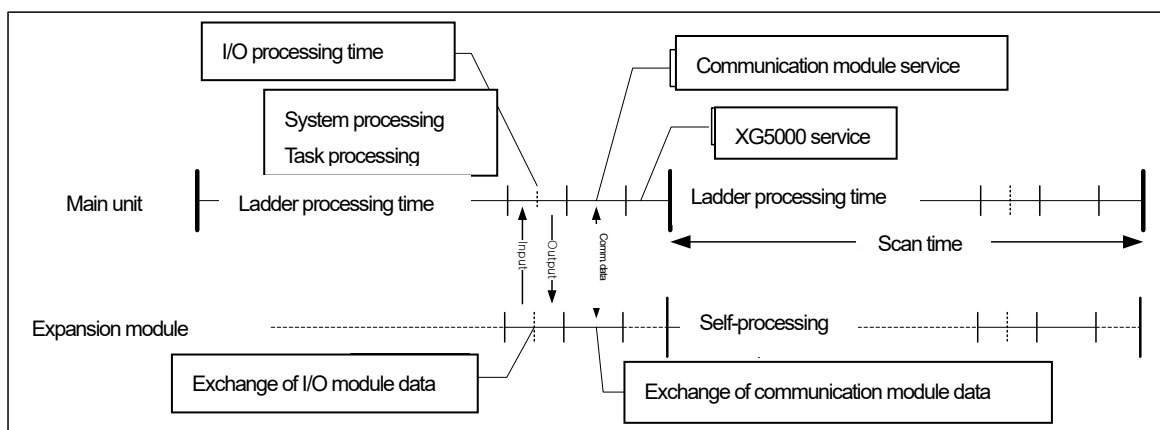 I/O processing time
Communication module service
System processing
Task processing
XG5000 service
Main unit
Ladder processing time
Ladder processing time
Input
Output
Comm. data
Scan time
Expansion module
Self-processing
Exchange of I/O module data
Exchange of communication module data